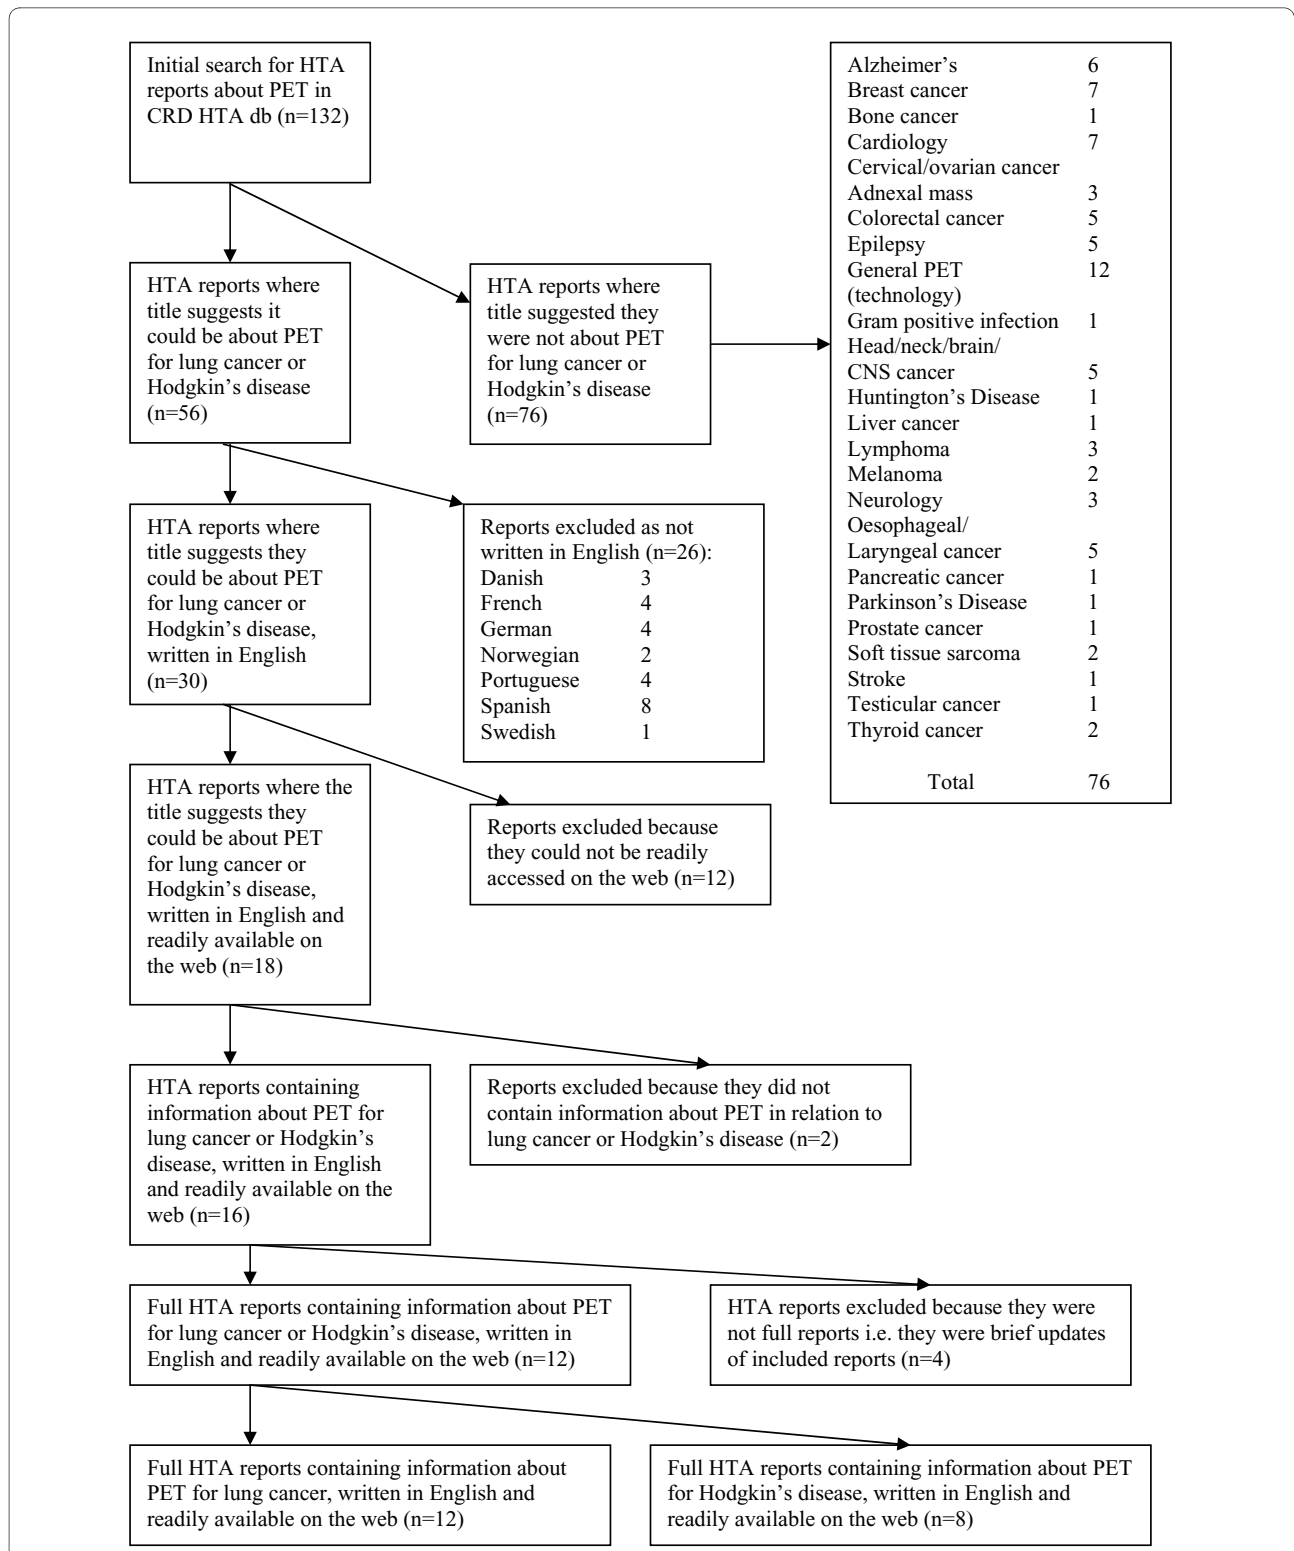 Initial search for HTA
reports about PET in
CRD HTA db (n=132)
Alzheimer's 6
Breast cancer 7
Bone cancer 1
Cardiology 7
Cervical/ovarian cancer
Adnexal mass 3
Colorectal cancer 5
Epilepsy 5
General PET 12
(technology)
Gram positive infection 1
Head/neck/brain/
CNS cancer 5
Huntington's Disease 1
Liver cancer 1
Lymphoma 3
Melanoma 2
Neurology 3
Oesophageal/
Laryngeal cancer 5
Pancreatic cancer 1
Parkinson's Disease 1
Prostate cancer 1
Soft tissue sarcoma 2
Stroke 1
Testicular cancer 1
Thyroid cancer 2
Total 76
HTA reports where
title suggests it
could be about PET
for lung cancer or
Hodgkin's disease
(n=56)
HTA reports where
title suggested they
were not about PET
for lung cancer or
Hodgkin's disease
(n=76)
HTA reports where
title suggests they
could be about PET
for lung cancer or
Hodgkin's disease,
written in English
(n=30)
Reports excluded as not
written in English (n=26):
Danish 3
French 4
German 4
Norwegian 2
Portuguese 4
Spanish 8
Swedish 1
HTA reports where the
title suggests they
could be about PET
for lung cancer or
Hodgkin's disease,
written in English and
readily available on
the web (n=18)
Reports excluded because
they could not be readily
accessed on the web (n=12)
HTA reports containing
information about PET for
lung cancer or Hodgkin's
disease, written in English
and readily available on the
web (n=16)
Reports excluded because they did not
contain information about PET in relation to
lung cancer or Hodgkin's disease (n=2)
Full HTA reports containing information about PET
for lung cancer or Hodgkin's disease, written in
English and readily available on the web (n=12)
HTA reports excluded because they were
not full reports i.e. they were brief updates
of included reports (n=4)
Full HTA reports containing information about
PET for lung cancer, written in English and
readily available on the web (n=12)
Full HTA reports containing information about PET
for Hodgkin's disease, written in English and
readily available on the web (n=8)